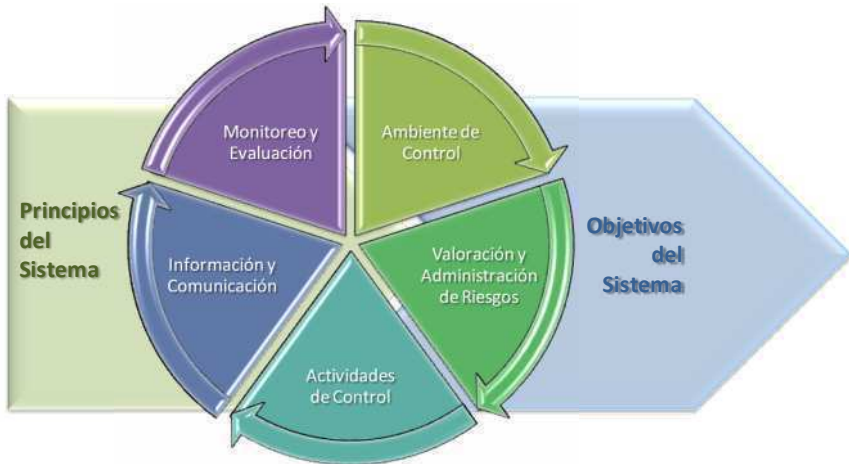 Monitoreo y
Evaluación
Ambiente de
Control
Principios
del
Sistema
Información y
Comunicación
Valoración y
Administración
de Riesgos
Objetivos
del
Sistema
Actividades
de Control